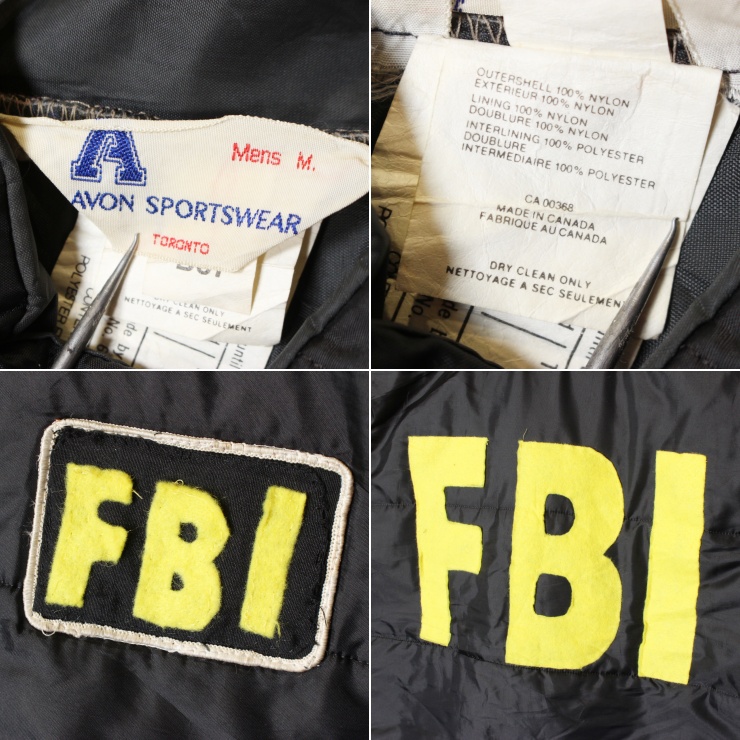 A
Mens M.
AVON SPORTSWEAR
TORONTO
DRY CLEAN ONLY
NETTOYAGE A SEC SEULEMENT
OUTERSHELL 100% NYLON
EXTERIEUR 100% NYLON
LINING 100% NYLON
DOUBLURE 100% NYLON
INTERLINING 100% POLYESTER
DOUBLURE
INTERMEDIAIRE 100% POLYESTER
CA 00368
MADE IN CANADA
FABRIQUE AU CANADA
DRY CLEAN ONLY
NETTOYAGE A SEC SEULEMENT
FBI
FBI